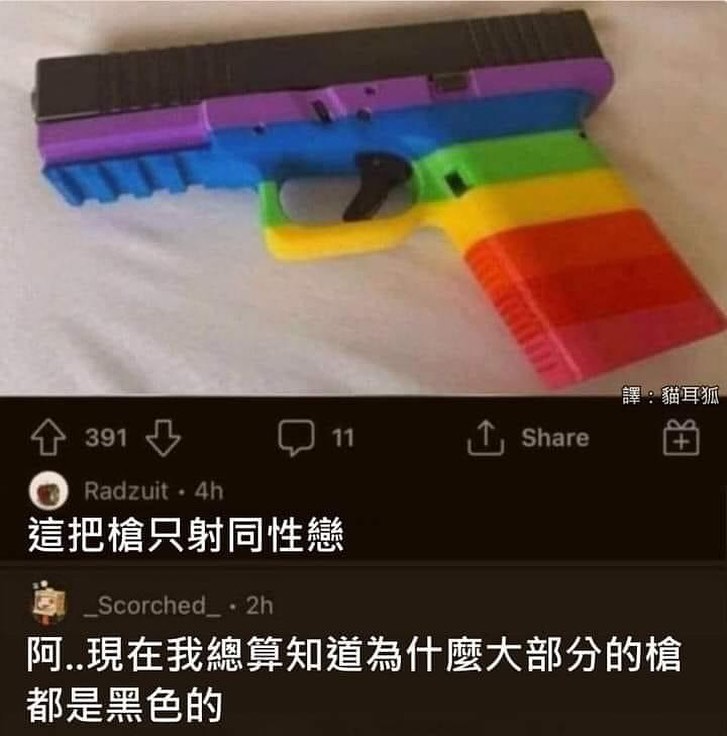 譯：貓耳狐
391
11
Share
Radzuit • 4h
這把槍只射同性戀
_Scorched_ • 2h
阿..現在我總算知道為什麼大部分的槍
都是黑色的